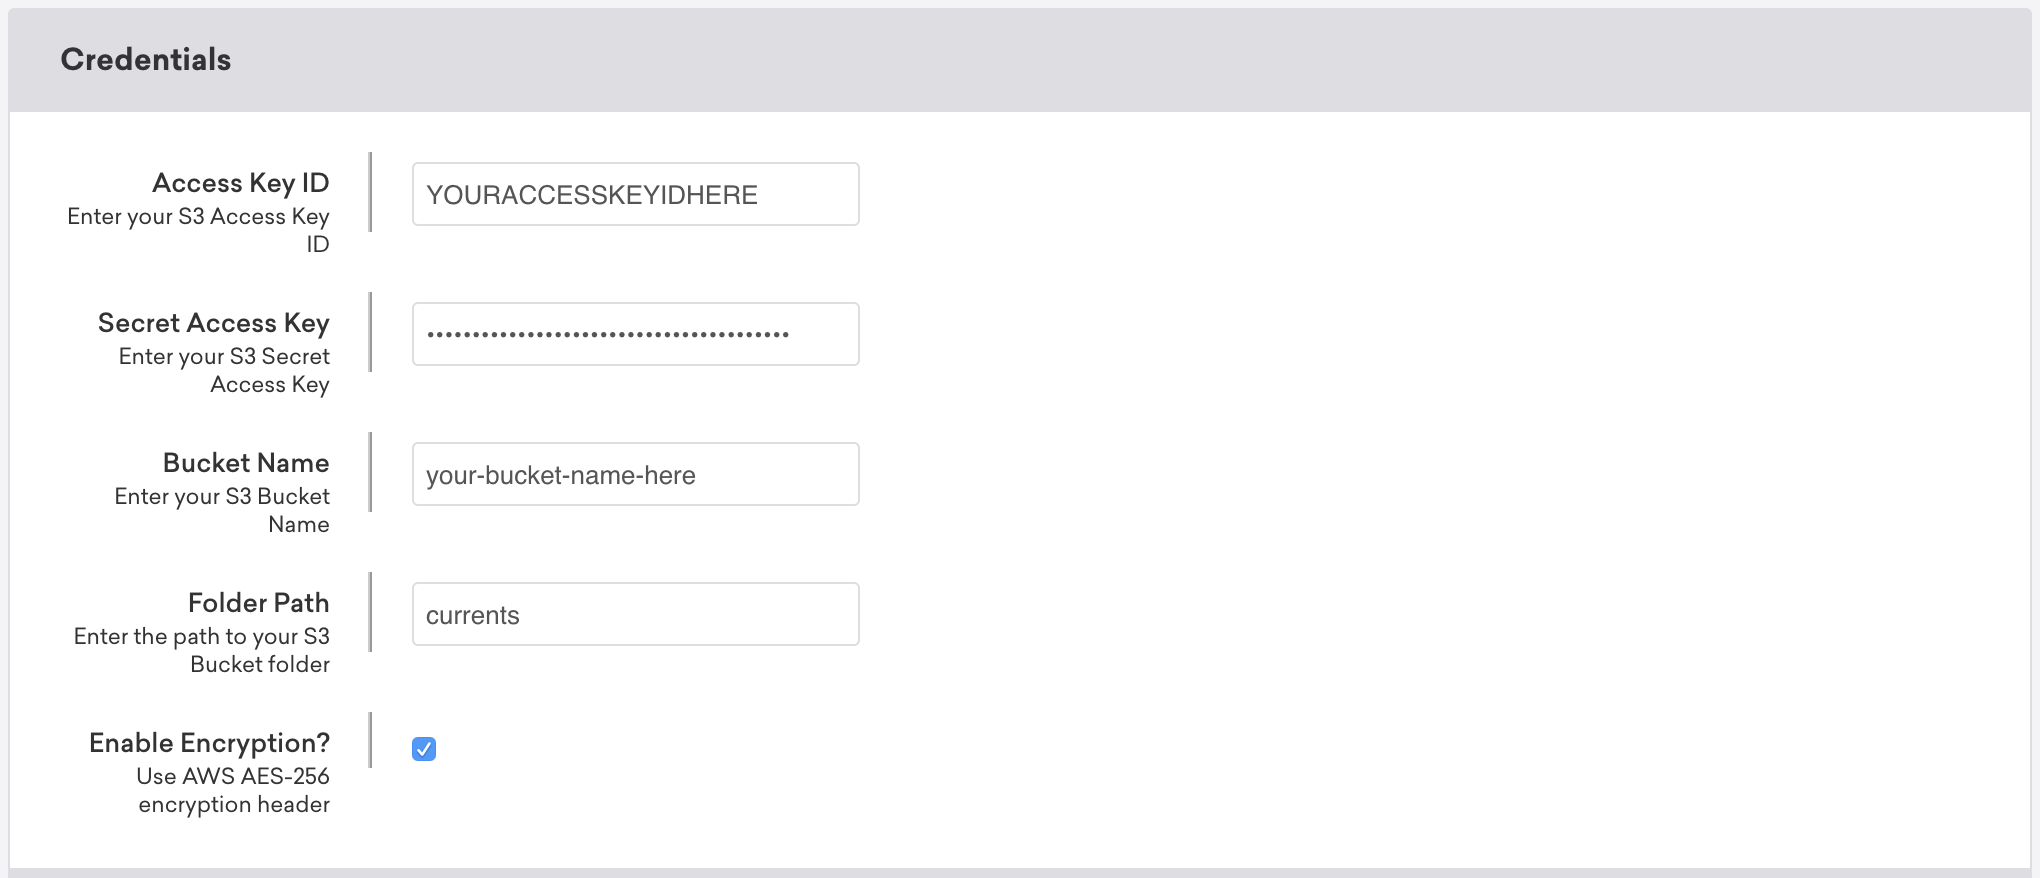 Credentials
Access Key ID
Enter your S3 Access Key
ID
YOURACCESSKEYIDHERE
Secret Access Key
Enter your S3 Secret
Access Key
••••••••••••••••••••••••••••••••••••••••
Bucket Name
Enter your S3 Bucket
Name
your-bucket-name-here
Folder Path
Enter the path to your S3
Bucket folder
currents
Enable Encryption?
Use AWS AES-256
encryption header